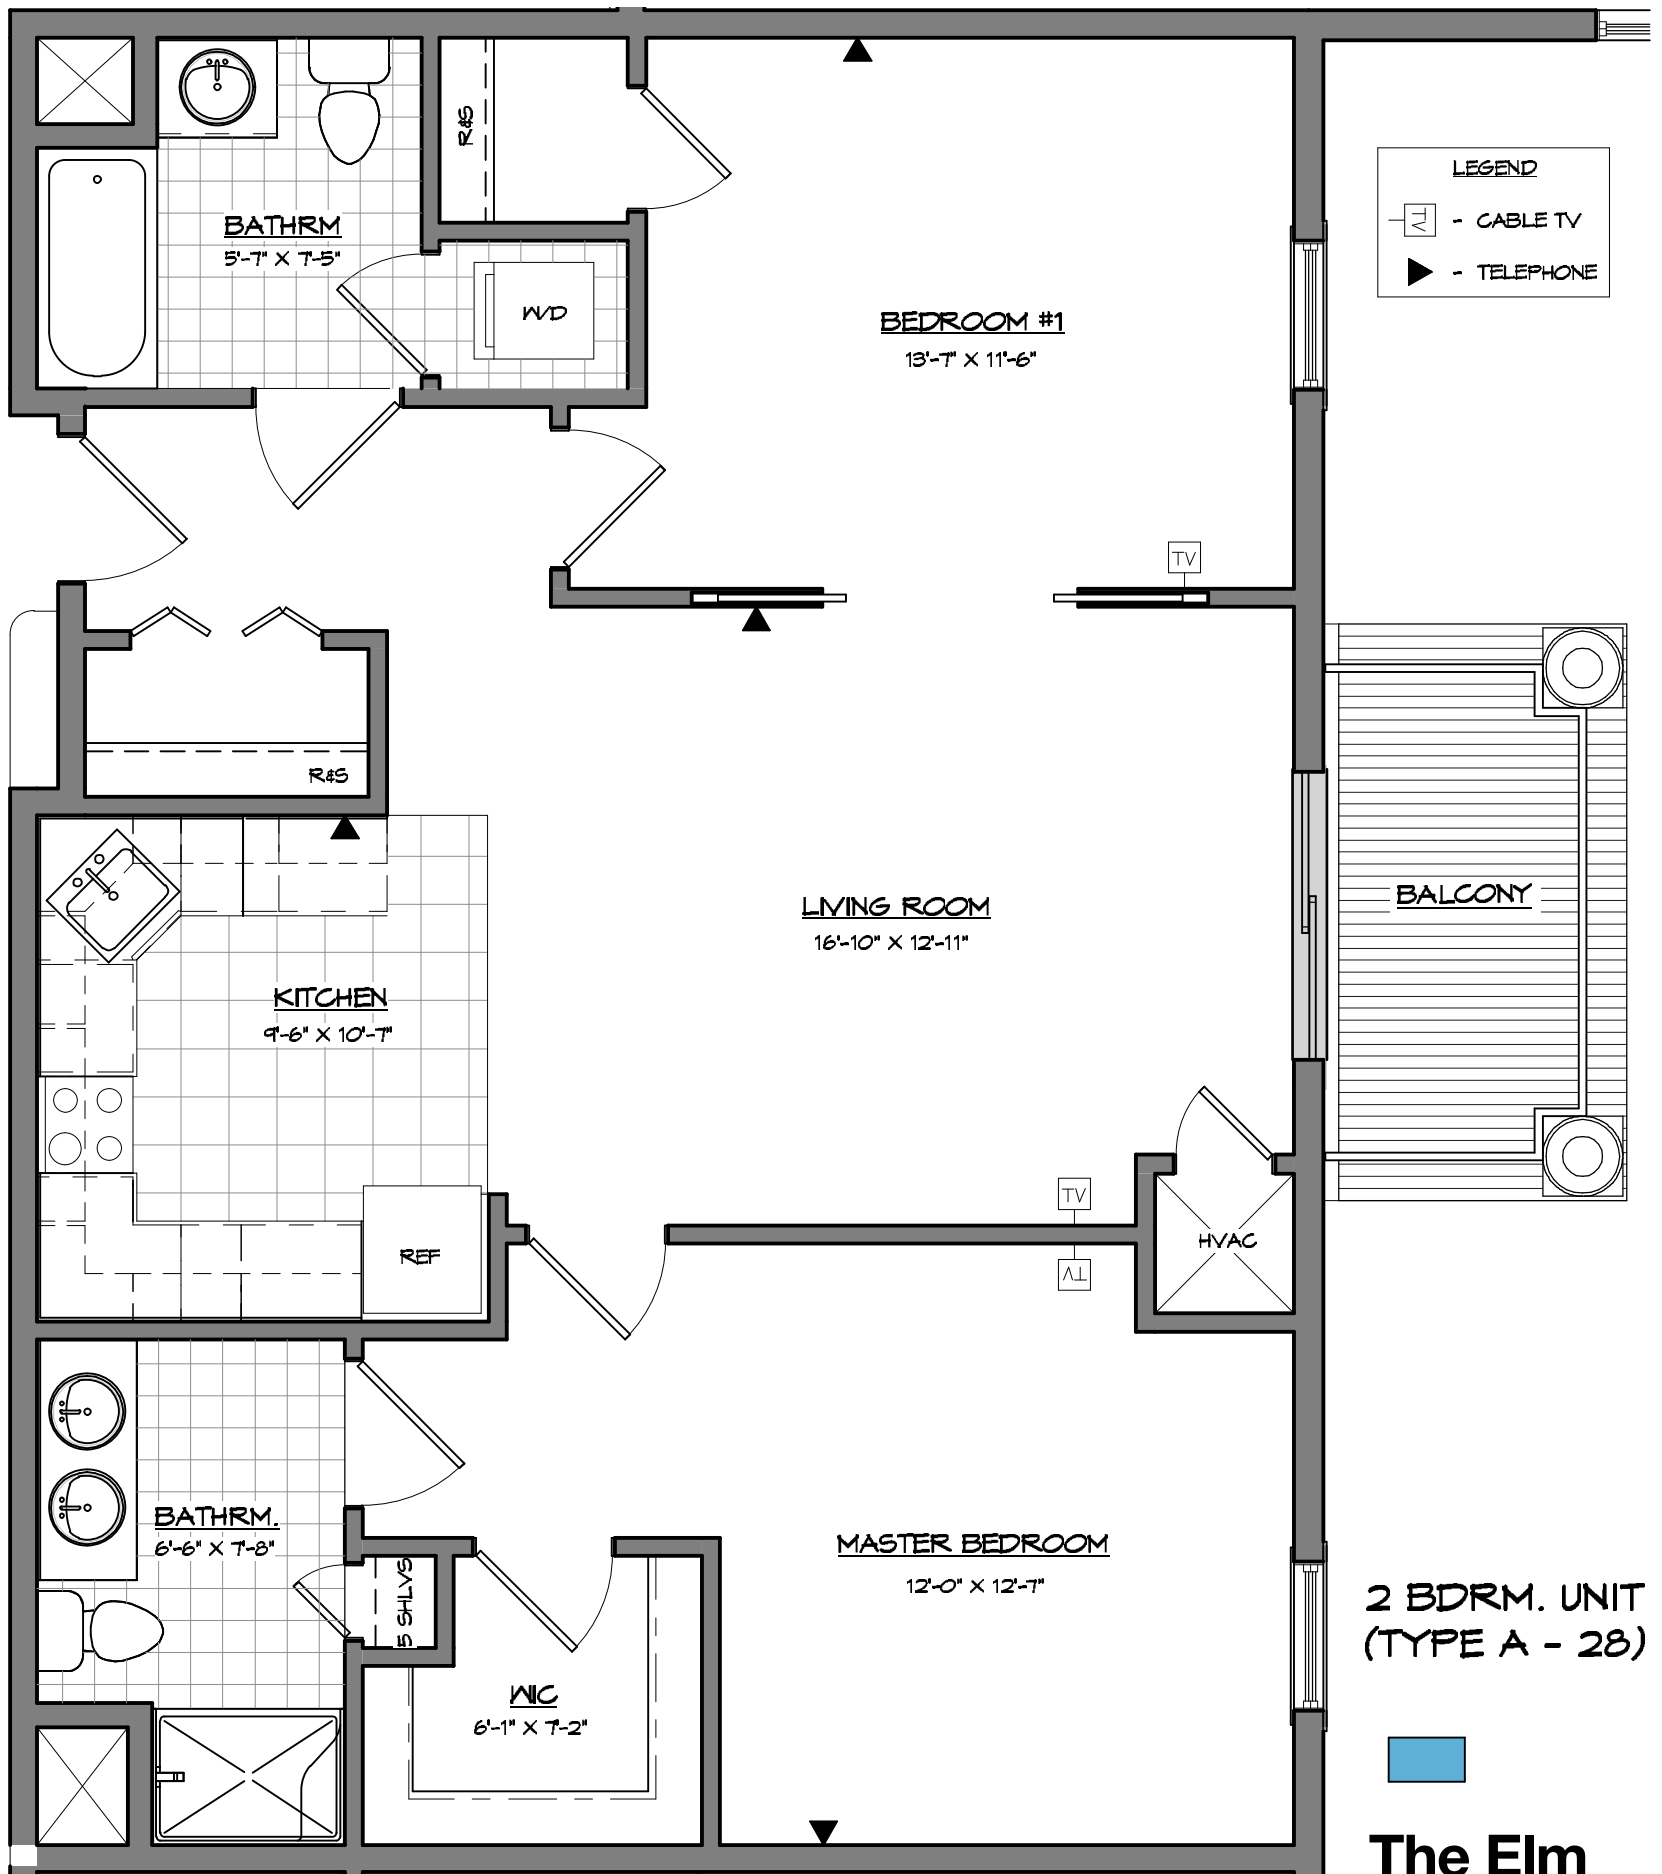 R&S
BATHRM
5'-7" X 7'-5"
W/D
LEGEND
TV - CABLE TV
- TELEPHONE
BEDROOM #1
13'-7" X 11'-6"
TV
R&S
BALCONY
LIVING ROOM
16'-10" X 12'-11"
KITCHEN
9'-6" X 10'-7"
TV
HVAC
REF
TV
BATHRM.
6'-6" X 7'-8"
5 SHLVS
MASTER BEDROOM
12'-0" X 12'-7"
2 BDRM. UNIT
(TYPE A - 28)
WIC
6'-1" X 7'-2"
The Elm